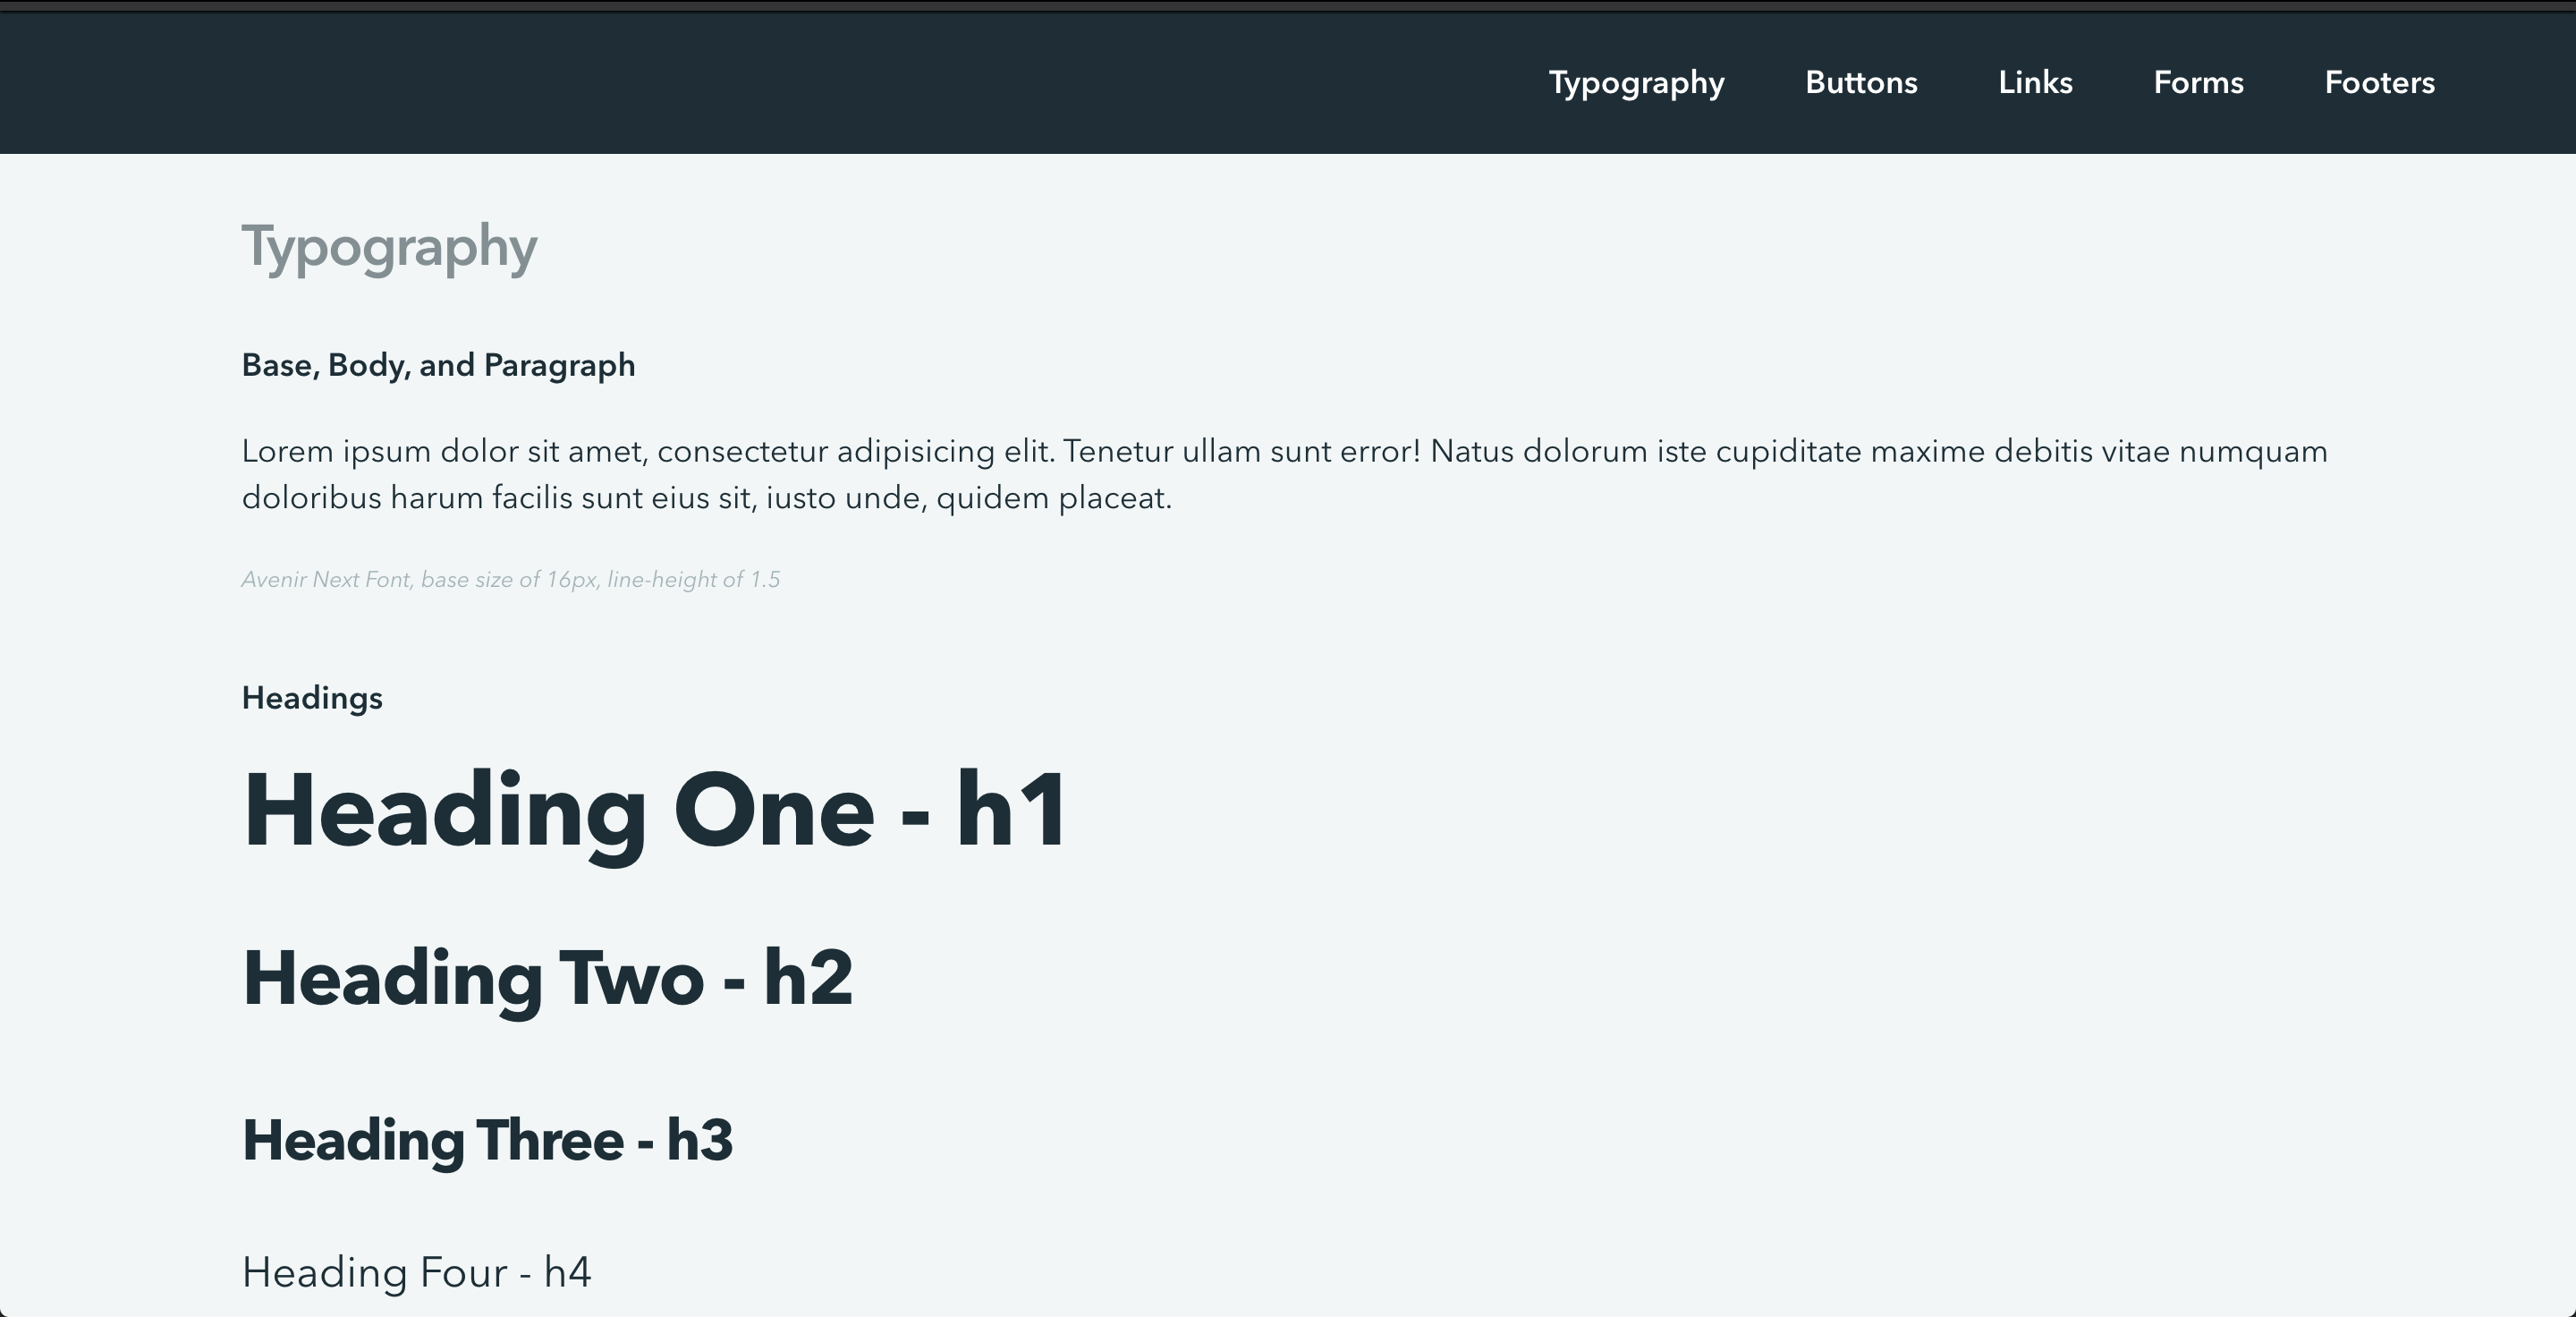 Typography Buttons Links Forms Footers
Typography
Base, Body, and Paragraph
Lorem ipsum dolor sit amet, consectetur adipisicing elit. Tenetur ullam sunt error! Natus dolorum iste cupiditate maxime debitis vitae numquam
doloribus harum facilis sunt eius sit, iusto unde, quidem placeat.
Avenir Next Font, base size of 16px, line-height of 1.5
Headings
Heading One - h1
Heading Two - h2
Heading Three - h3
Heading Four - h4